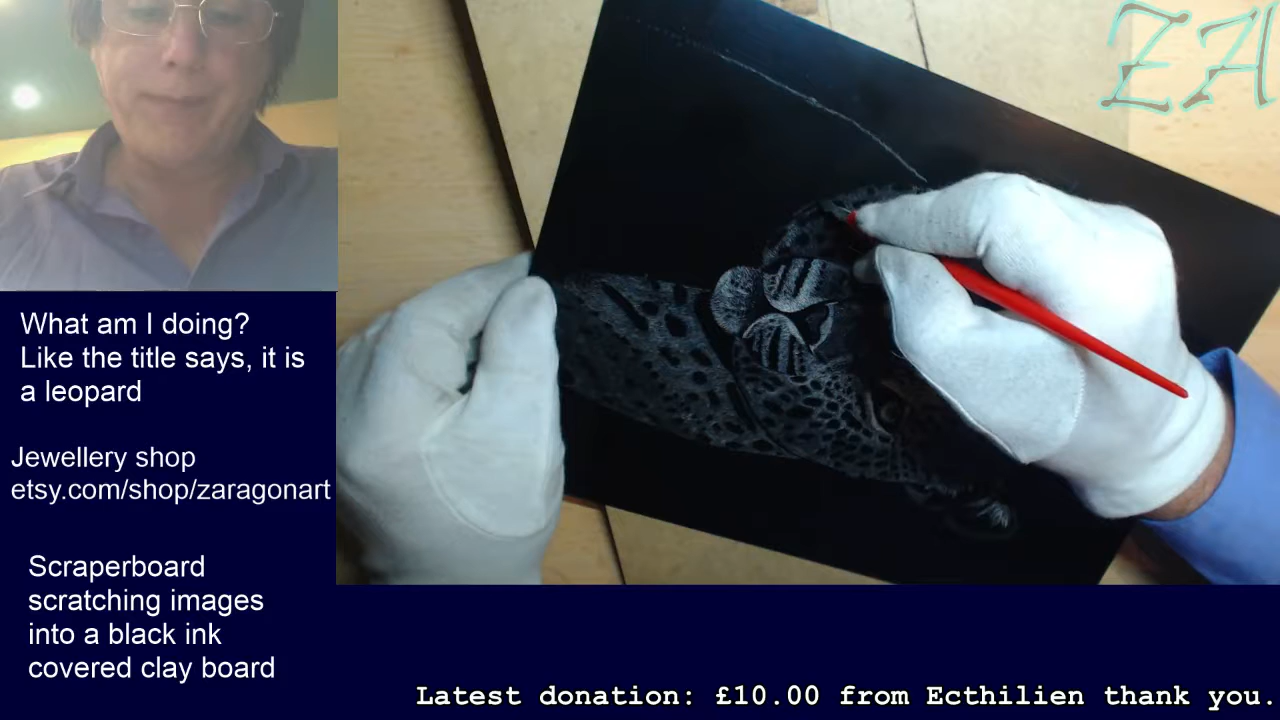 ZA
What am I doing?
Like the title says, it is
a leopard
Jewellery shop
etsy.com/shop/zaragonart
Scraperboard
scratching images
into a black ink
covered clay board
Latest donation: £10.00 from Ecthilien thank you.